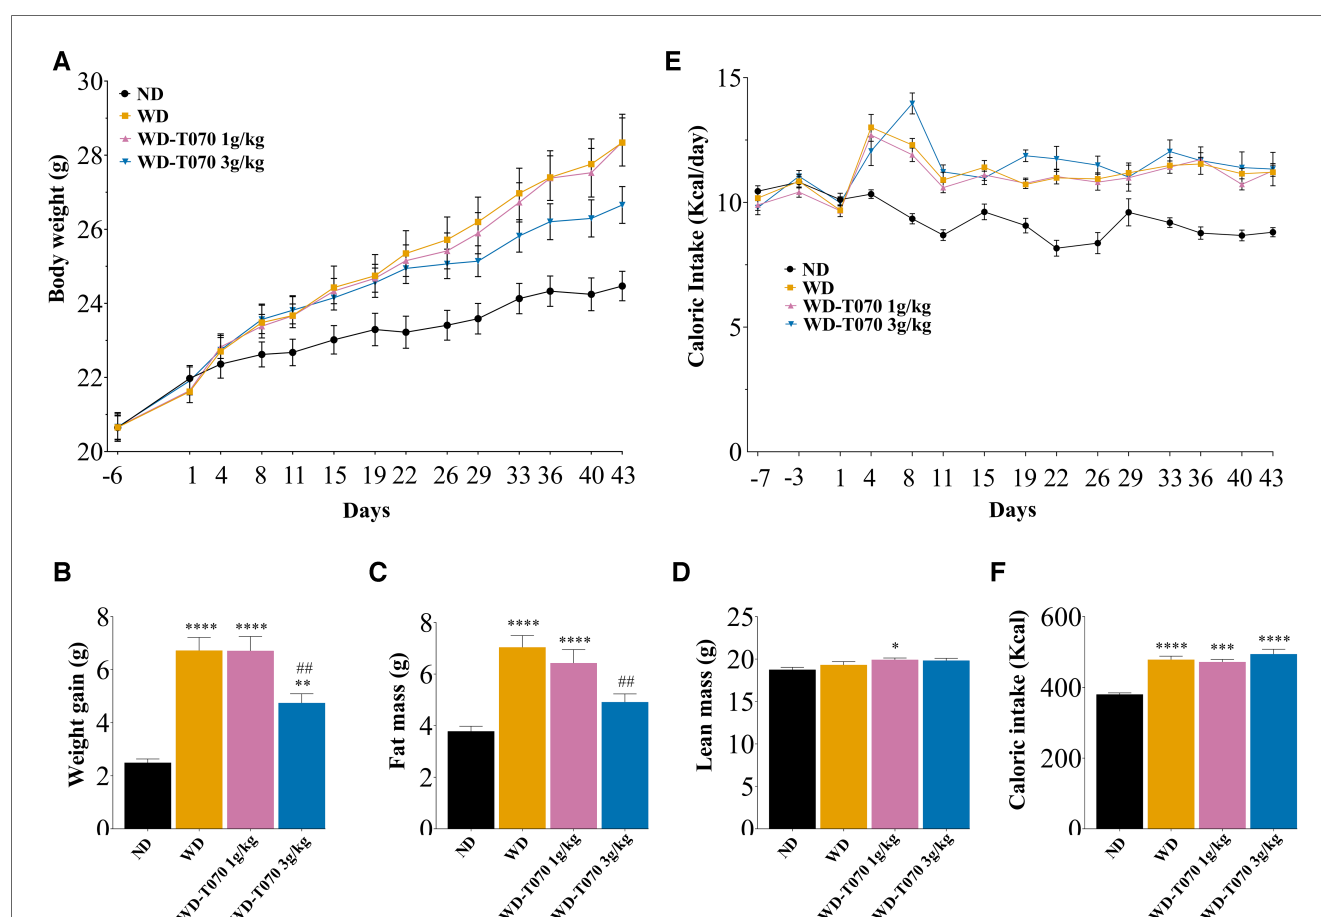 A
30
28
26
24
22
20
Body weight (g)
ND
WD
WD-T070 1g/kg
WD-T070 3g/kg
-6 1 4 8 11 15 19 22 26 29 33 36 40 43
Days
E
15
10
5
0
Caloric Intake (Kcal/day)
ND
WD
WD-T070 1g/kg
WD-T070 3g/kg
-7 -3 1 4 8 11 15 19 22 26 29 33 36 40 43
Days
B
8
6
4
2
0
Weight gain (g)
****
****
##
**
ND
WD
WD-T070 1g/kg
WD-T070 3g/kg
C
8
6
4
2
0
Fat mass (g)
****
****
##
ND
WD
WD-T070 1g/kg
WD-T070 3g/kg
D
25
20
15
10
5
0
Lean mass (g)
*
ND
WD
WD-T070 1g/kg
WD-T070 3g/kg
F
600
400
200
0
Caloric intake (Kcal)
****
***
****
ND
WD
WD-T070 1g/kg
WD-T070 3g/kg